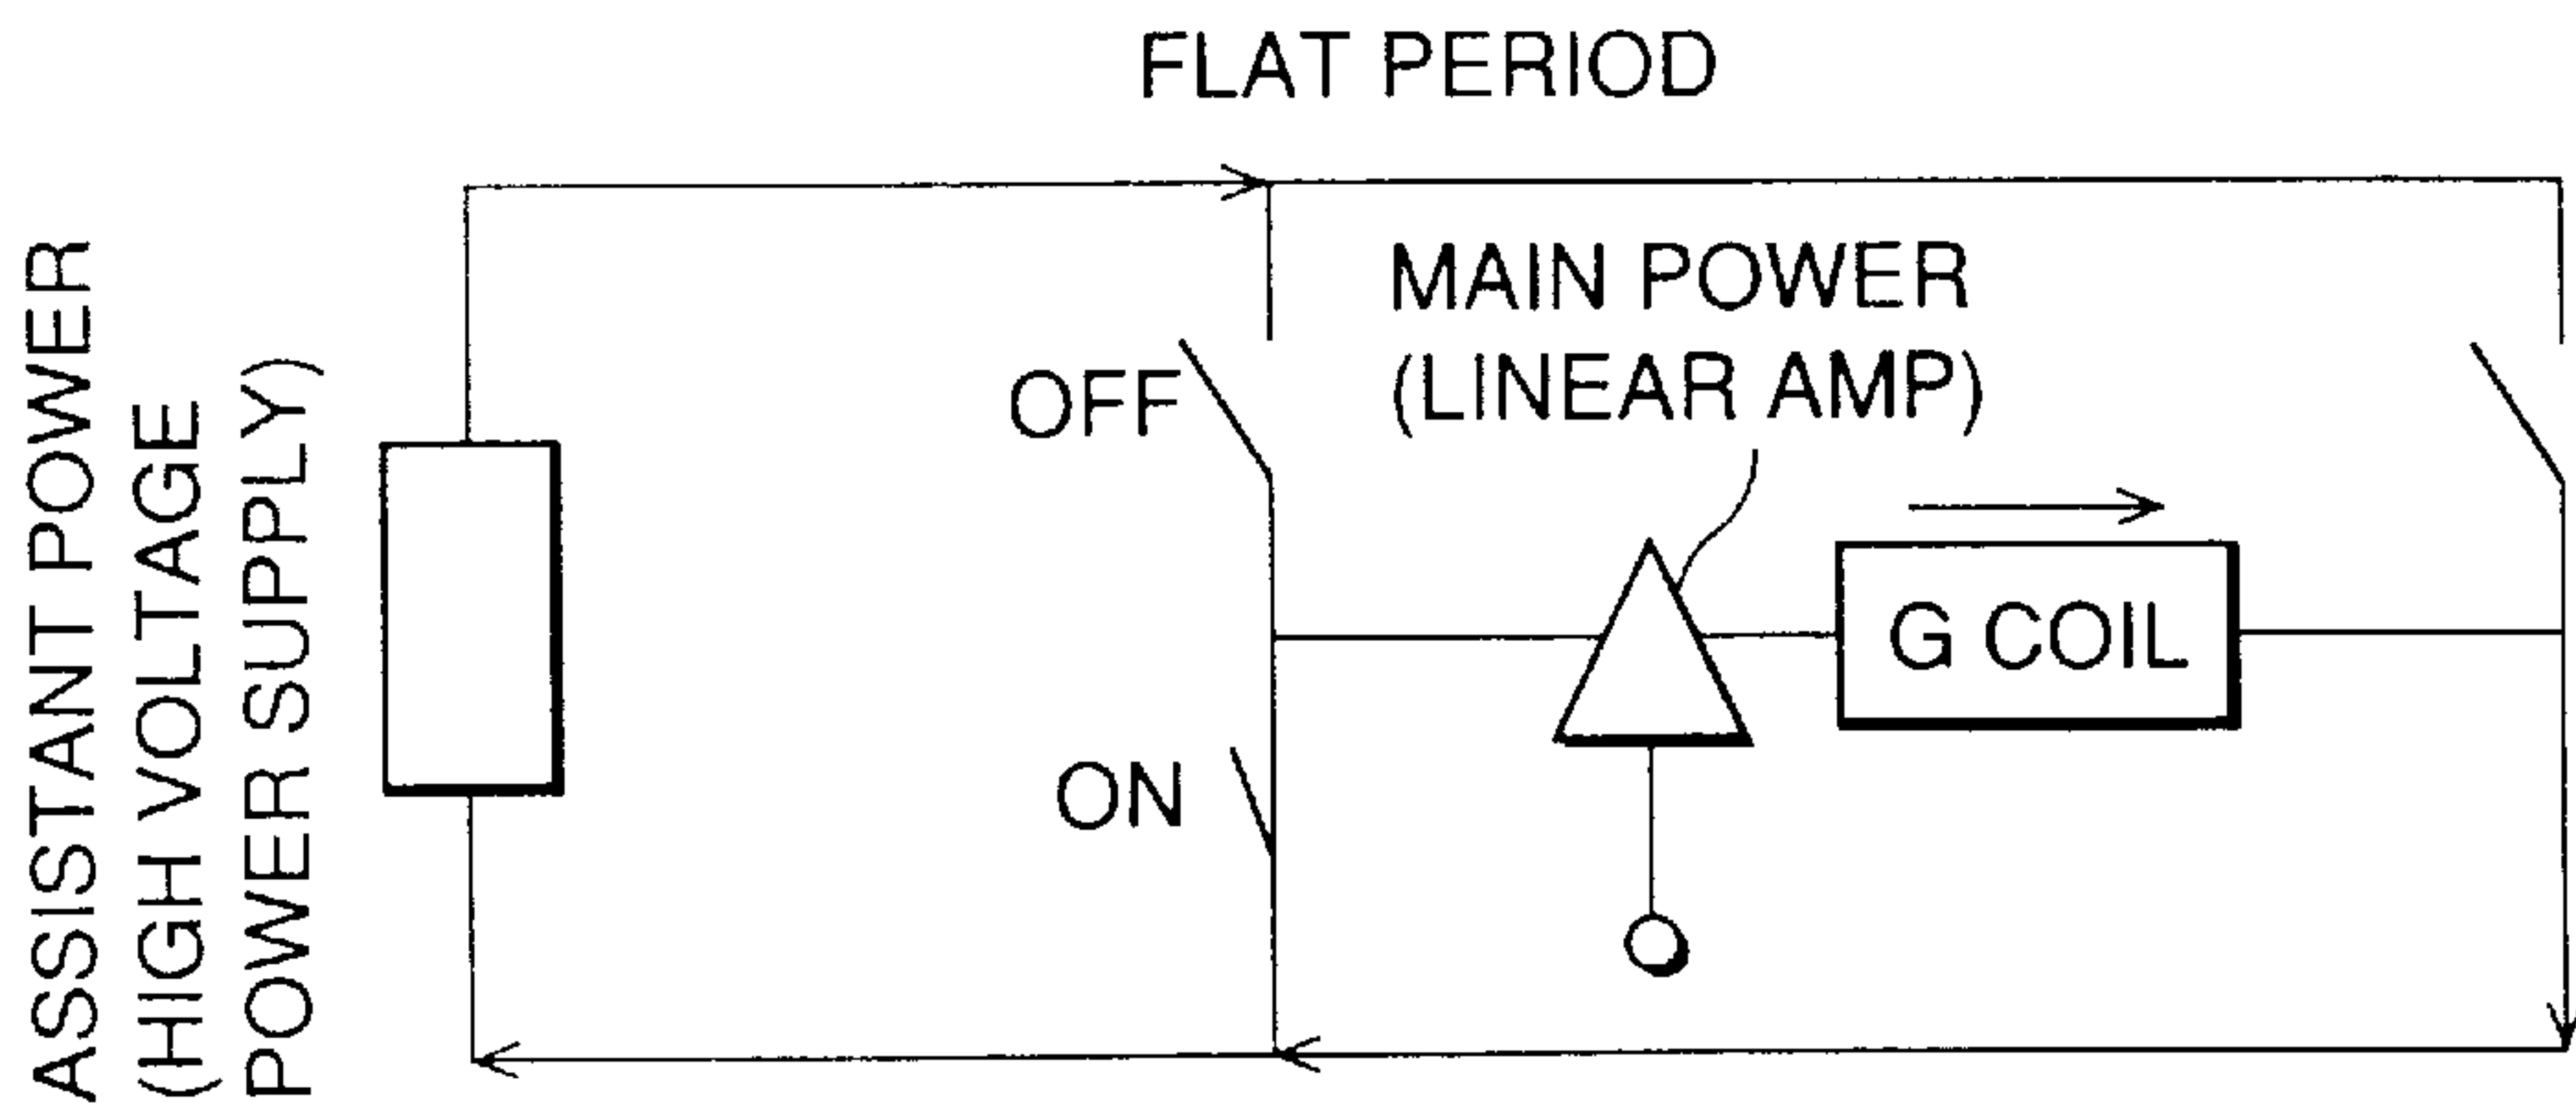 FLAT PERIOD
ASSISTANT POWER
(HIGH VOLTAGE
POWER SUPPLY)
MAIN POWER
(LINEAR AMP)
OFF
G COIL
ON